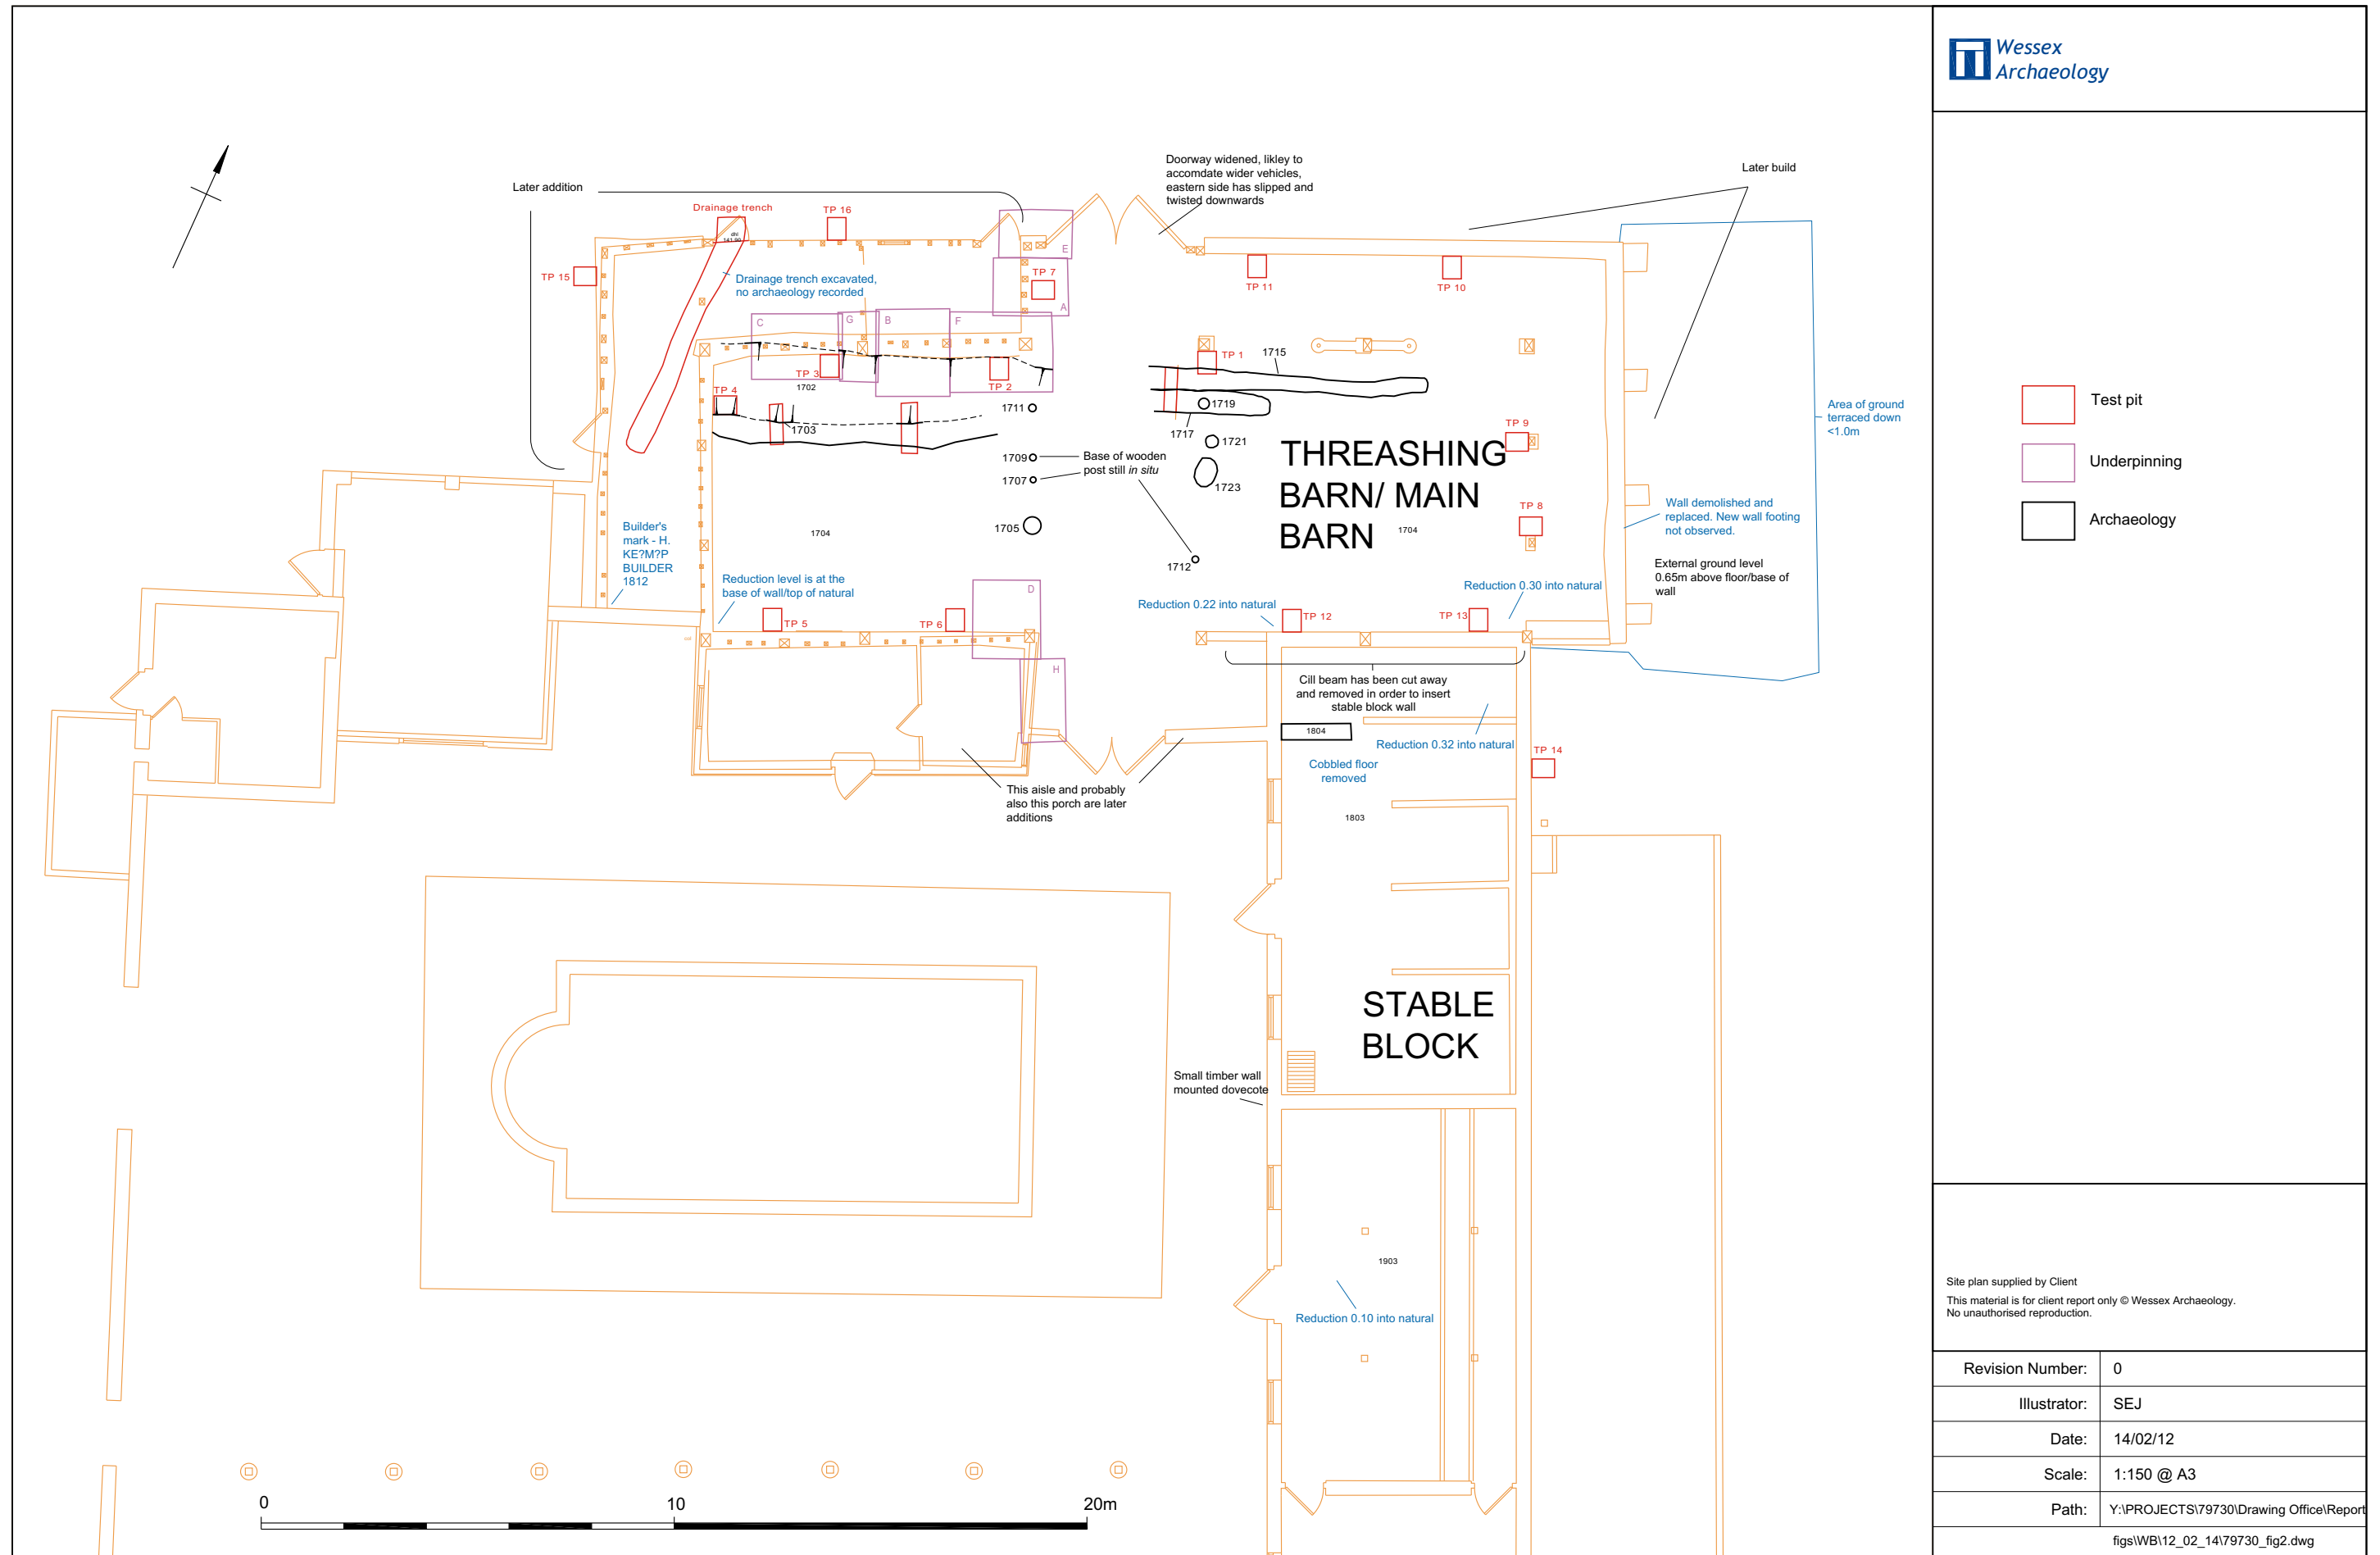 Wessex
Archaeology
Later addition
Doorway widened, likley to
accomdate wider vehicles,
eastern side has slipped and
twisted downwards
Later build
Drainage trench
TP 16
TP 15
Drainage trench excavated,
no archaeology recorded
E
TP 7
A
TP 11
TP 10
C
G
B
F
TP 3
1702
TP 2
TP 1
1715
TP 4
1703
1711
1719
1717
1721
1709
1707
Base of wooden
post still in situ
1723
1705
1712
1704
THREASHING
BARN/ MAIN
BARN
1704
TP 9
TP 8
Area of ground
terraced down
<1.0m
Wall demolished and
replaced. New wall footing
not observed.
External ground level
0.65m above floor/base of
wall
Builder's
mark - H.
KE?M?P
BUILDER
1812
Reduction level is at the
base of wall/top of natural
D
Reduction 0.22 into natural
Reduction 0.30 into natural
TP 5
TP 6
TP 12
TP 13
H
Cill beam has been cut away
and removed in order to insert
stable block wall
1804
Reduction 0.32 into natural
TP 14
Cobbled floor
removed
This aisle and probably
also this porch are later
additions
1803
STABLE
BLOCK
Small timber wall
mounted dovecote
1903
Reduction 0.10 into natural
0
10
20m
Test pit
Underpinning
Archaeology
Site plan supplied by Client
This material is for client report only © Wessex Archaeology.
No unauthorised reproduction.
Revision Number: 0
Illustrator: SEJ
Date: 14/02/12
Scale: 1:150 @ A3
Path: Y:\PROJECTS\79730\Drawing Office\Report
figs\WB\12_02_14\79730_fig2.dwg